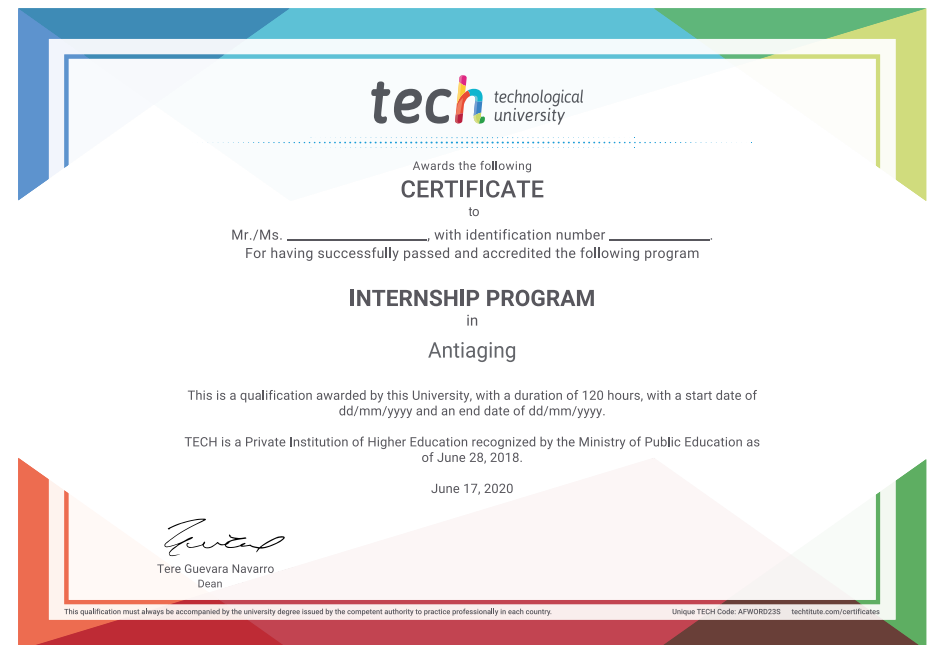 tech technological
university
Awards the following
CERTIFICATE
to
Mr./Ms. ____________, with identification number ____________.
For having successfully passed and accredited the following program
INTERNSHIP PROGRAM
in
Antiaging
This is a qualification awarded by this University, with a duration of 120 hours, with a start date of
dd/mm/yyyy and an end date of dd/mm/yyyy.
TECH is a Private Institution of Higher Education recognized by the Ministry of Public Education as
of June 28, 2018.
June 17, 2020
Tere Guevara Navarro
Dean
This qualification must always be accompanied by the university degree issued by the competent authority to practice professionally in each country.
Unique TECH Code: AFWORD23S techtitute.com/certificates